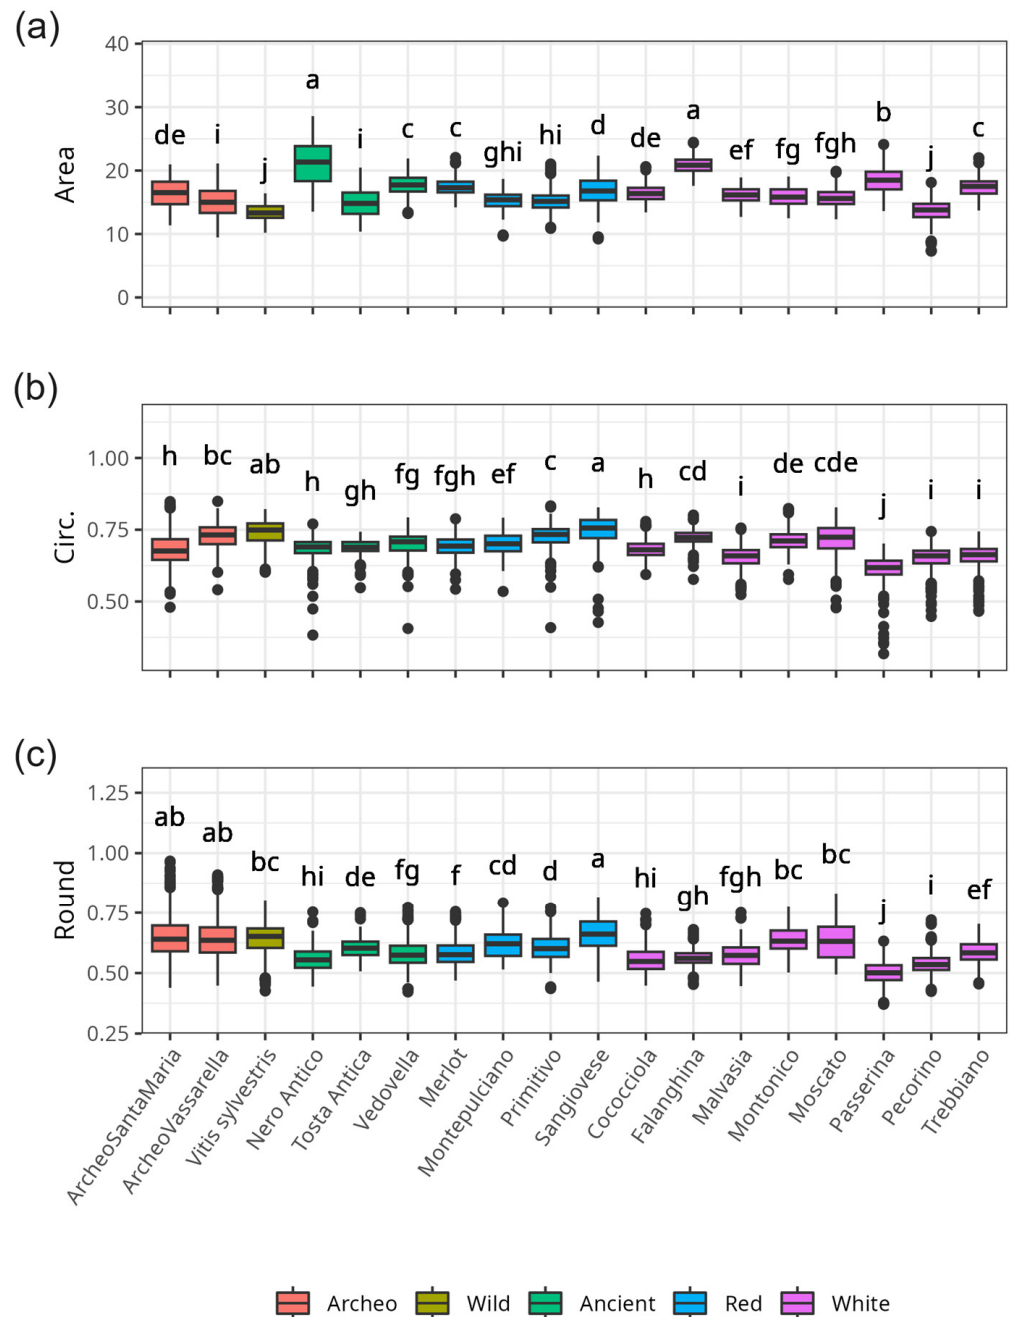 (a)
Area
40
30
20
10
0
de i j a i c c ghi hi d de a ef fg fgh b j c
(b)
Circ.
1.00
0.75
0.50
h bc ab h gh fg fgh ef c a h cd i de cde j i i
(c)
Round
1.25
1.00
0.75
0.50
0.25
ab ab bc hi de fg f cd d a hi gh fgh bc bc j i ef
ArcheoSantaMaria
ArcheoVassarella
Vitis sylvestris
Nero Antico
Tosta Antica
Vedovella
Merlot
Montepulciano
Primitivo
Sangiovese
Cococciola
Falanghina
Malvasia
Montonico
Moscato
Passerina
Pecorino
Trebbiano
Archeo Wild Ancient Red White